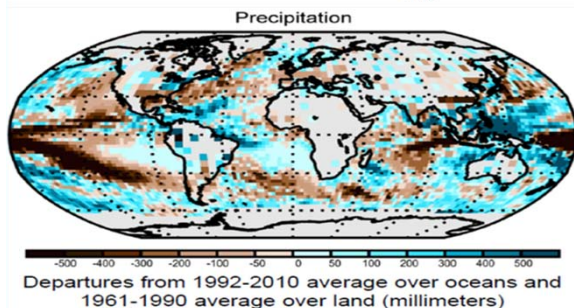 Precipitation
-500 -400 -300 -200 -100 -50 0 50 100 200 300 400 500
Departures from 1992-2010 average over oceans and
1961-1990 average over land (millimeters)